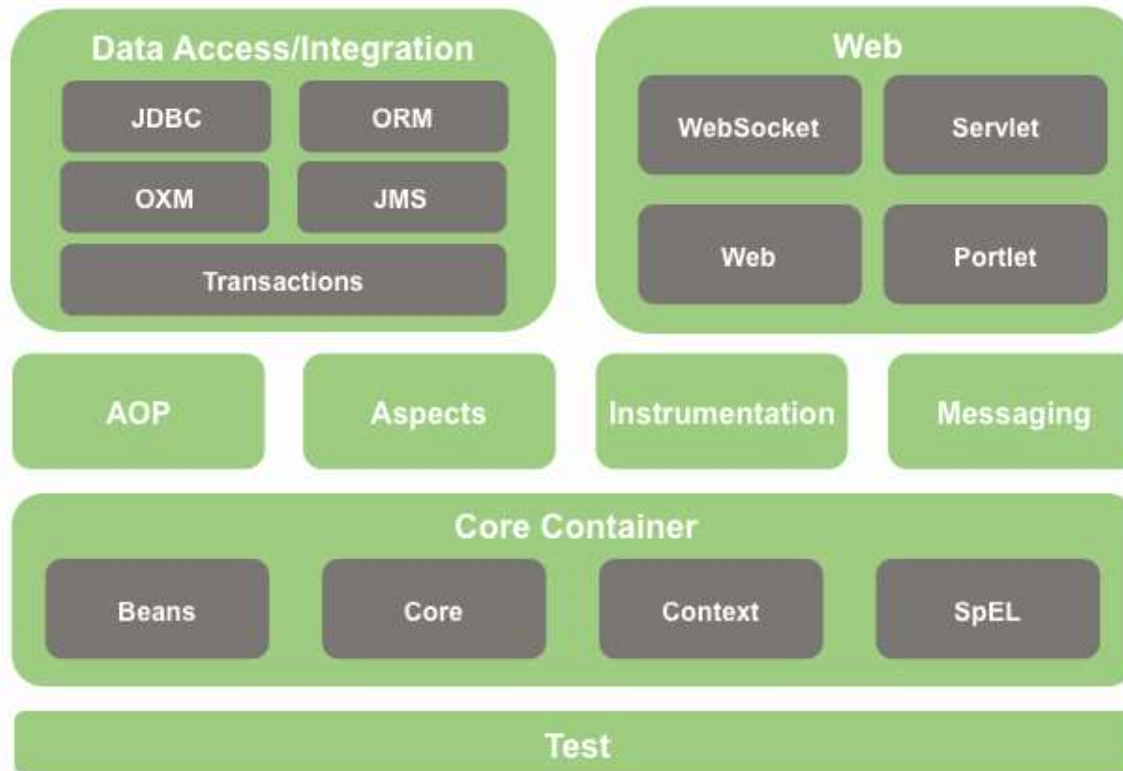 Data Access/Integration
JDBC
ORM
OXM
JMS
Transactions
Web
WebSocket
Servlet
Web
Portlet
AOP
Aspects
Instrumentation
Messaging
Core Container
Beans
Core
Context
SpEL
Test